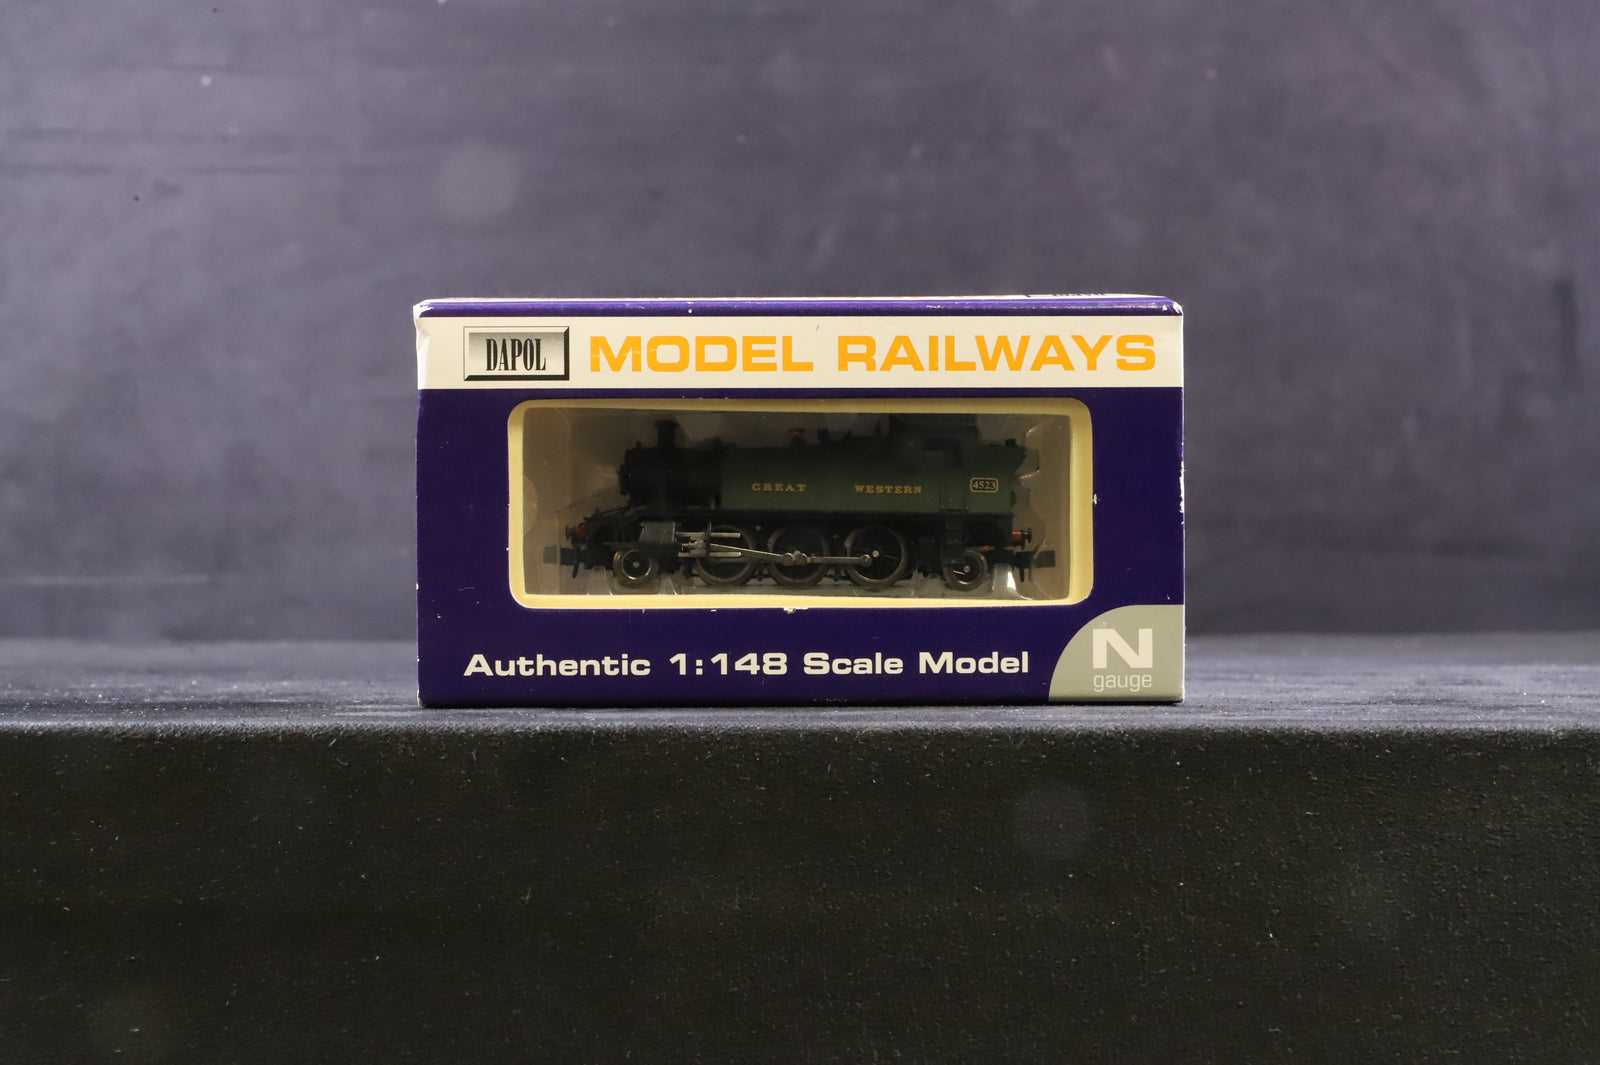 DAPOL MODEL RAILWAYS
GREAT WESTERN 4523
Authentic 1:148 Scale Model
N
gauge